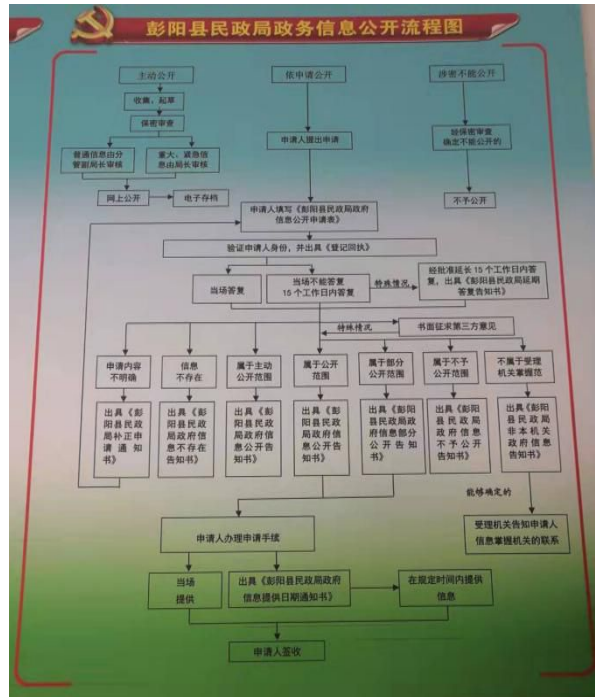 彭阳县民政局政务信息公开流程图
主动公开
依申请公开
涉密不能公开
收集、起草
保密审查
申请人提出申请
经保密审查
确定不能公开的
普通信息由分
管副局长审核
重大、紧急信
息由局长审核
网上公开
电子存档
不予公开
申请人填写《彭阳县民政局政府
信息公开申请表》
验证申请人身份，并出具《登记回执》
当场答复
当场不能答复
15个工作日内答复
特殊情况
经批准延长15个工作日内答
复，出具《彭阳县民政局延期
答复告知书》
特殊情况
书面征求第三方意见
申请内容
不明确
信息
不存在
属于主动
公开范围
属于公开
范围
属于部分
公开范围
属于不予
公开范围
不属于受理
机关掌握范
出具《彭
阳县民政
局补正申
请通知
书》
出具《彭
阳县民政
局政府信
息不存在
告知书》
出具《彭
阳县民政
局政府信
息公开告
知书》
出具《彭
阳县民政
局政府信
息公开告
知书》
出具《彭阳
县民政局政
府信息部分
公开告知
书》
出具《彭阳
县民政局
政府信息
不予公开
告知书》
出具《彭阳
县民政局
非本机关
政府信息
告知书》
能够确定的
申请人办理申请手续
受理机关告知申请人
信息掌握机关的联系
当场
提供
出具《彭阳县民政局政府
信息提供日期通知书》
在规定时间内提供
信息
申请人签收